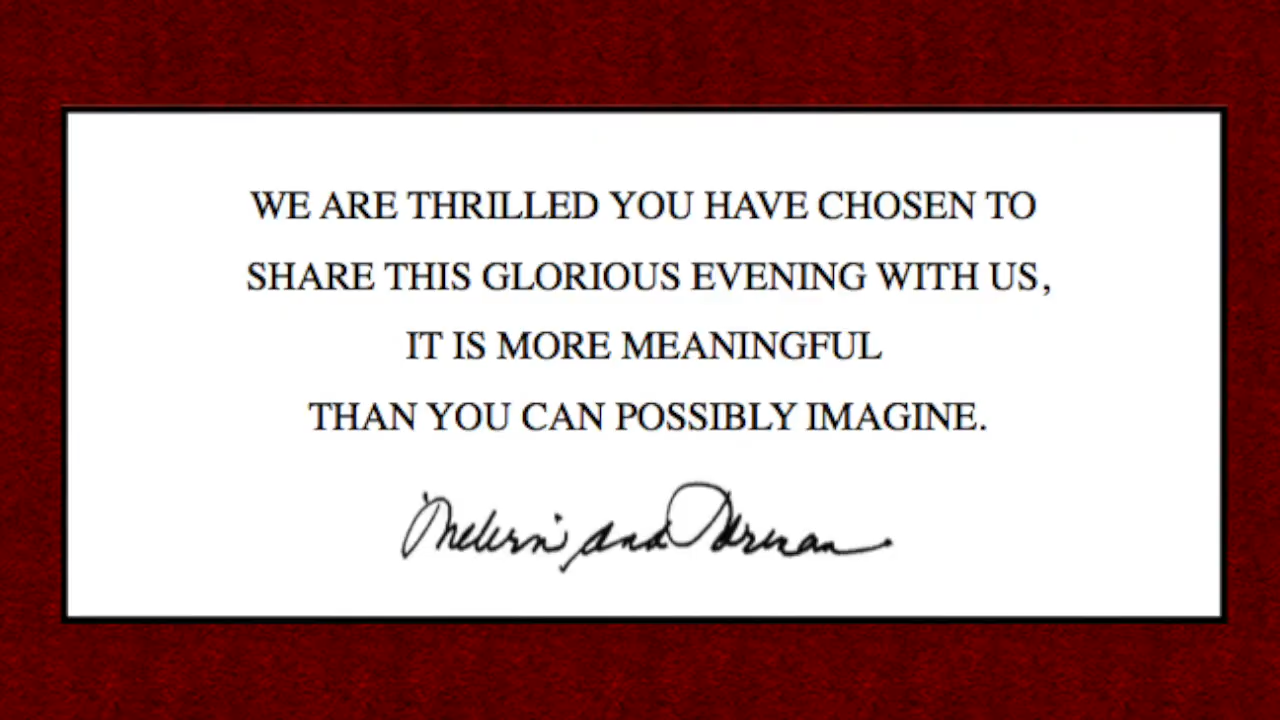 WE ARE THRILLED YOU HAVE CHOSEN TO
SHARE THIS GLORIOUS EVENING WITH US,
IT IS MORE MEANINGFUL
THAN YOU CAN POSSIBLY IMAGINE.
and